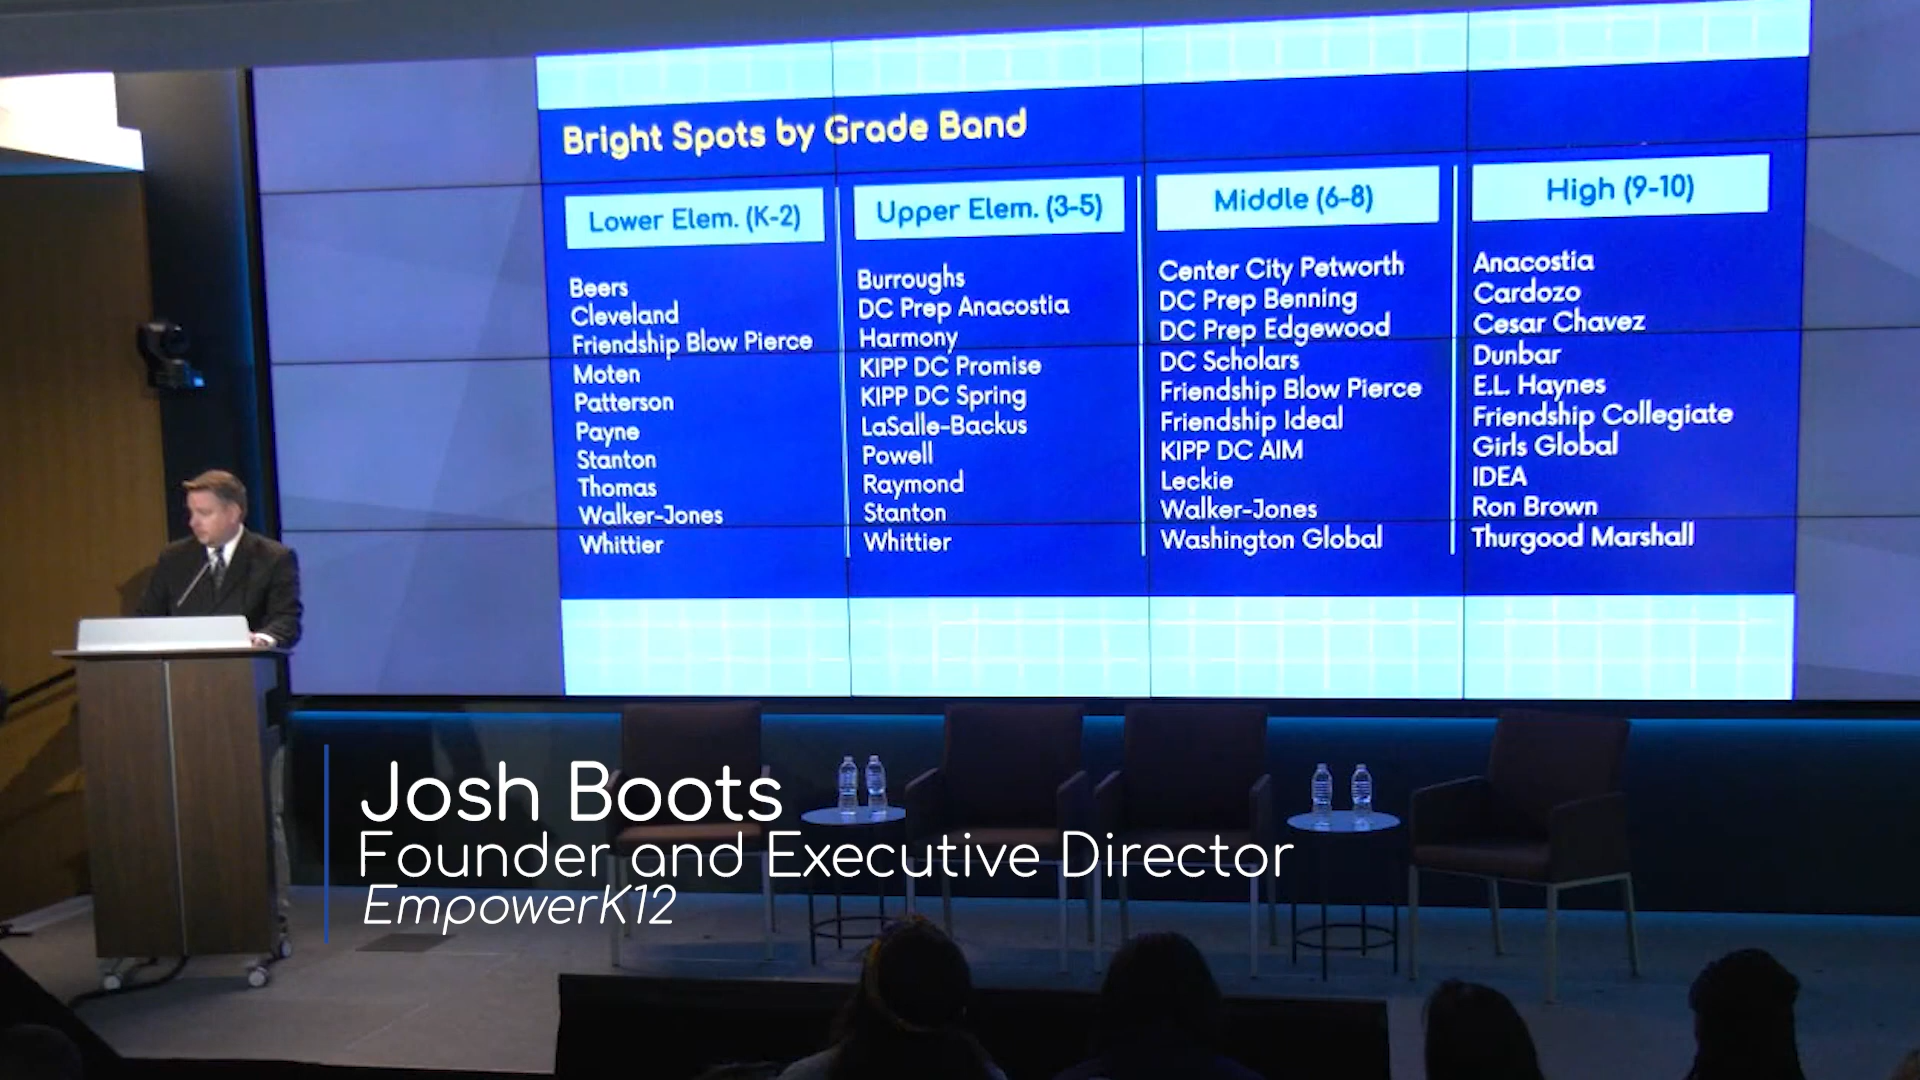 Bright Spots by Grade Band
Lower Elem. (K-2)
Beers
Cleveland
Friendship Blow Pierce
Moten
Patterson
Payne
Stanton
Thomas
Walker-Jones
Whittier
Upper Elem. (3-5)
Burroughs
DC Prep Anacostia
Harmony
KIPP DC Promise
KIPP DC Spring
LaSalle-Backus
Powell
Raymond
Stanton
Whittier
Middle (6-8)
Center City Petworth
DC Prep Benning
DC Prep Edgewood
DC Scholars
Friendship Blow Pierce
Friendship Ideal
KIPP DC AIM
Leckie
Walker-Jones
Washington Global
High (9-10)
Anacostia
Cardozo
Cesar Chavez
Dunbar
E.L. Haynes
Friendship Collegiate
Girls Global
IDEA
Ron Brown
Thurgood Marshall
Josh Boots
Founder and Executive Director
EmpowerK12